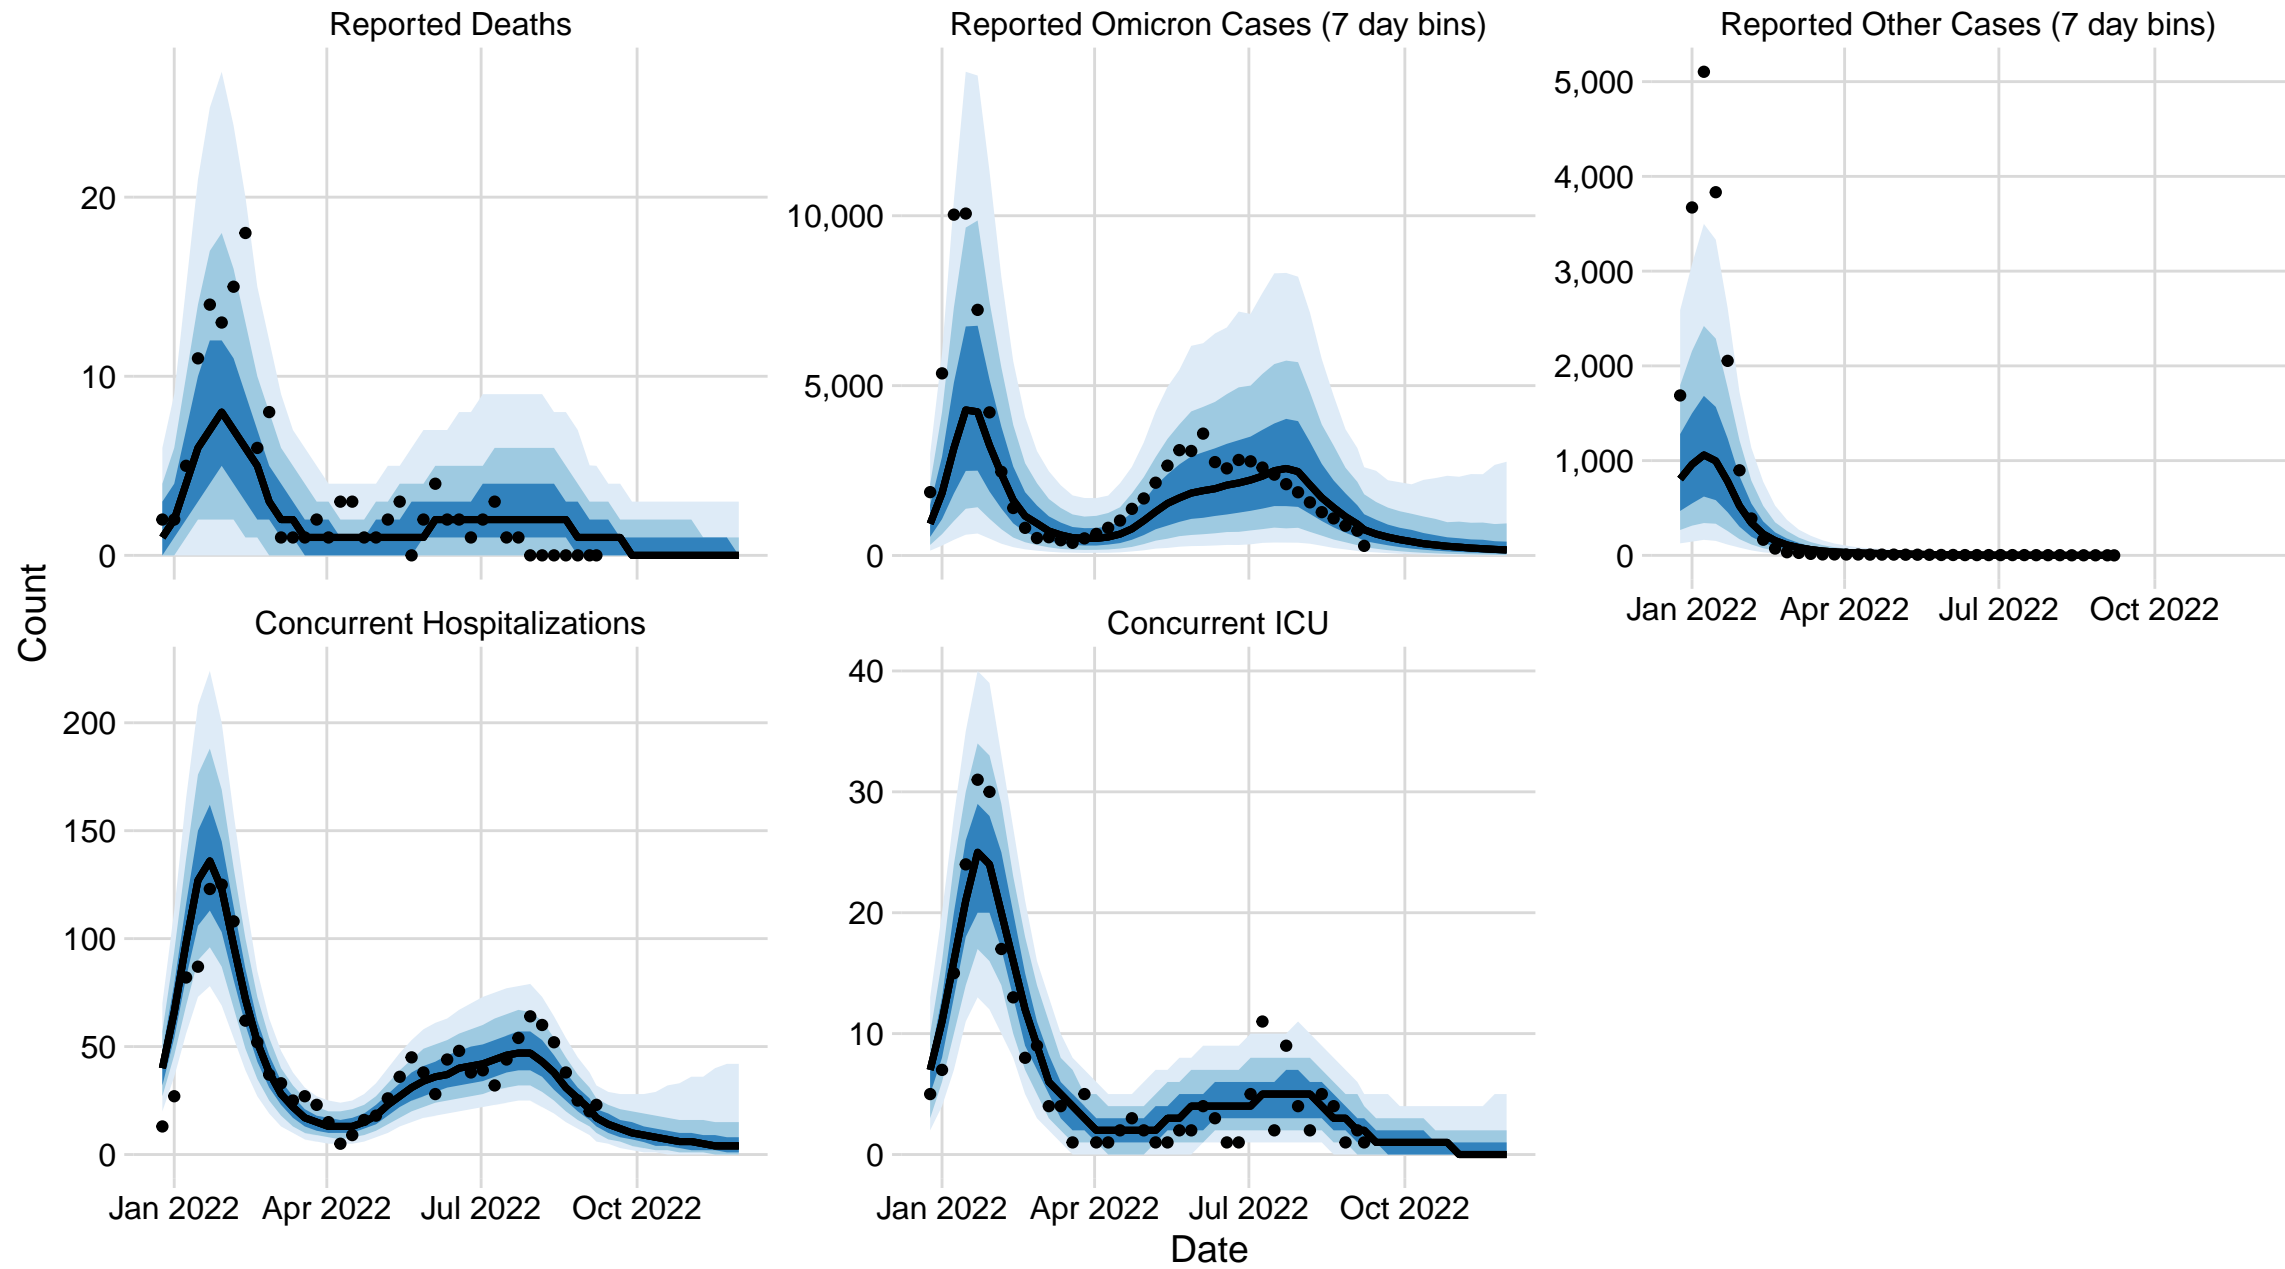 Reported Deaths
Reported Omicron Cases (7 day bins)
Reported Other Cases (7 day bins)
20
10
0
10,000
5,000
0
5,000
4,000
3,000
2,000
1,000
0
Jan 2022 Apr 2022 Jul 2022 Oct 2022
Count
Concurrent Hospitalizations
Concurrent ICU
200
150
100
50
0
40
30
20
10
0
Jan 2022 Apr 2022 Jul 2022 Oct 2022
Jan 2022 Apr 2022 Jul 2022 Oct 2022
Date